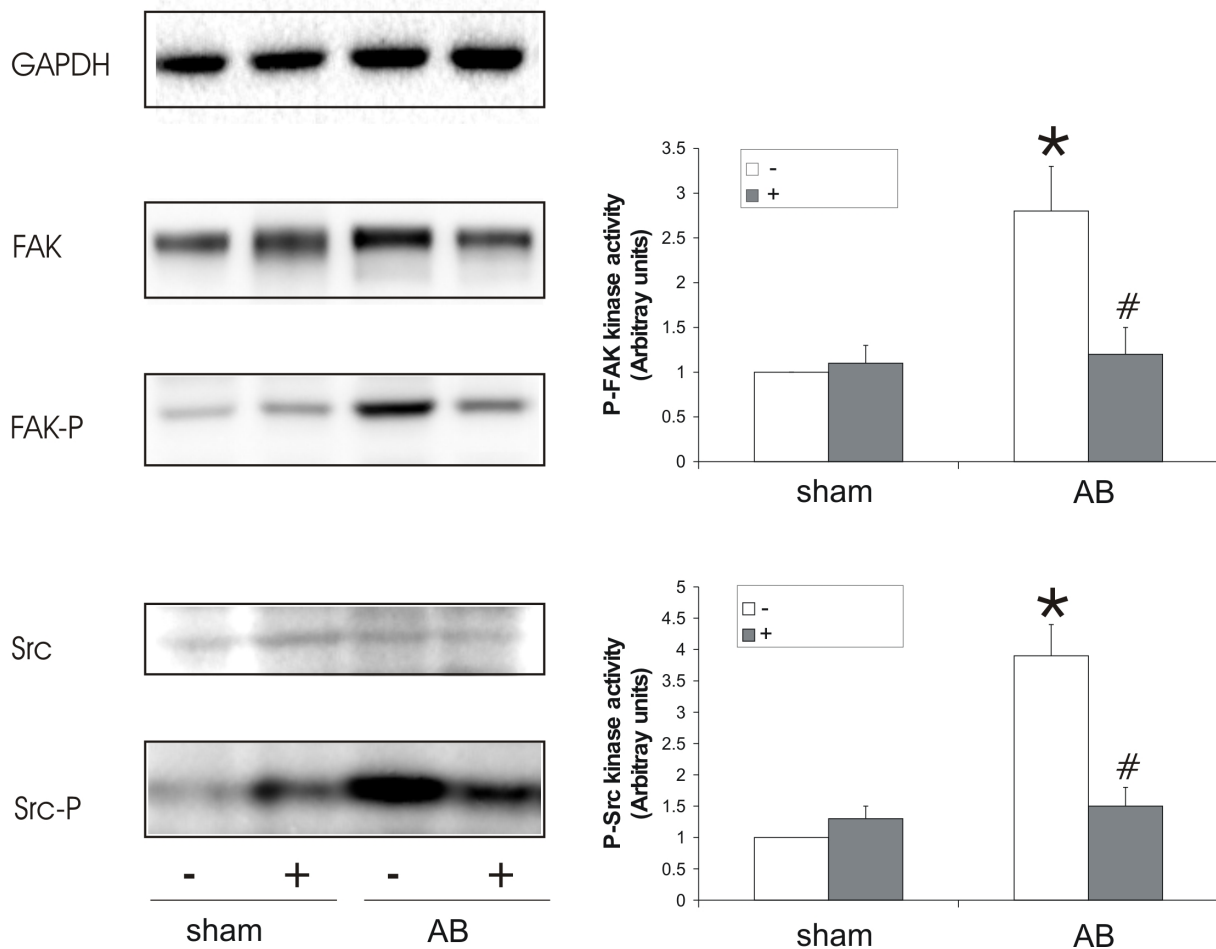 GAPDH
FAK
FAK-P
Src
Src-P
- + - +
sham AB
P-FAK kinase activity
(Arbitray units)
3.5
3
2.5
2
1.5
1
0.5
0
-
+
*
#
sham AB
P-Src kinase activity
(Arbitray units)
5
4.5
4
3.5
3
2.5
2
1.5
1
0.5
0
-
+
*
#
sham AB